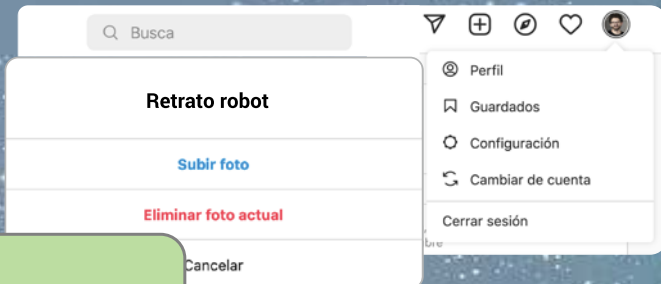 Busca
Retrato robot
Subir foto
Eliminar foto actual
Cancelar
Perfil
Guardados
Configuración
Cambiar de cuenta
Cerrar sesión